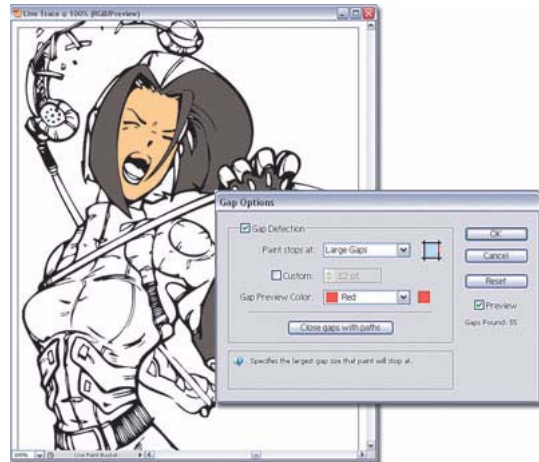 Live Trace @ 100% (RGB/Preview)
Gap Options
Gap Detection
Paint stops at: Large Gaps
Custom: 12 pt
Gap Preview Color: Red
Close gaps with paths
Specifies the largest gap size that paint will stop at.
OK
Cancel
Reset
Preview
Gaps Found: 55
100% Live Paint Bucket